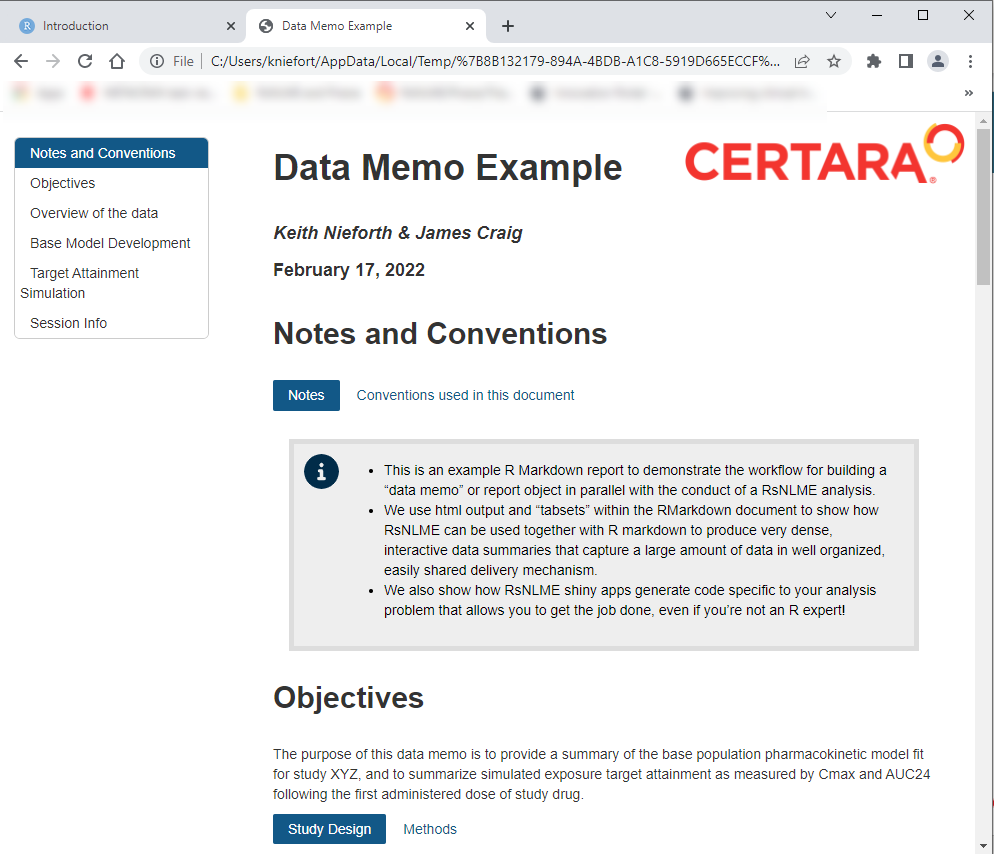 Introduction
Data Memo Example
File
C:/Users/kniefort/AppData/Local/Temp/%7B8B132179-894A-4BDB-A1C8-5919D665ECCF%...
Notes and Conventions
Objectives
Overview of the data
Base Model Development
Target Attainment
Simulation
Session Info
CERTARA®
Data Memo Example
Keith Nieforth & James Craig
February 17, 2022
Notes and Conventions
Notes
Conventions used in this document
• This is an example R Markdown report to demonstrate the workflow for building a
“data memo” or report object in parallel with the conduct of a RsNLME analysis.
• We use html output and “tabsets” within the RMarkdown document to show how
RsNLME can be used together with R markdown to produce very dense,
interactive data summaries that capture a large amount of data in well organized,
easily shared delivery mechanism.
• We also show how RsNLME shiny apps generate code specific to your analysis
problem that allows you to get the job done, even if you’re not an R expert!
Objectives
The purpose of this data memo is to provide a summary of the base population pharmacokinetic model fit
for study XYZ, and to summarize simulated exposure target attainment as measured by Cmax and AUC24
following the first administered dose of study drug.
Study Design
Methods